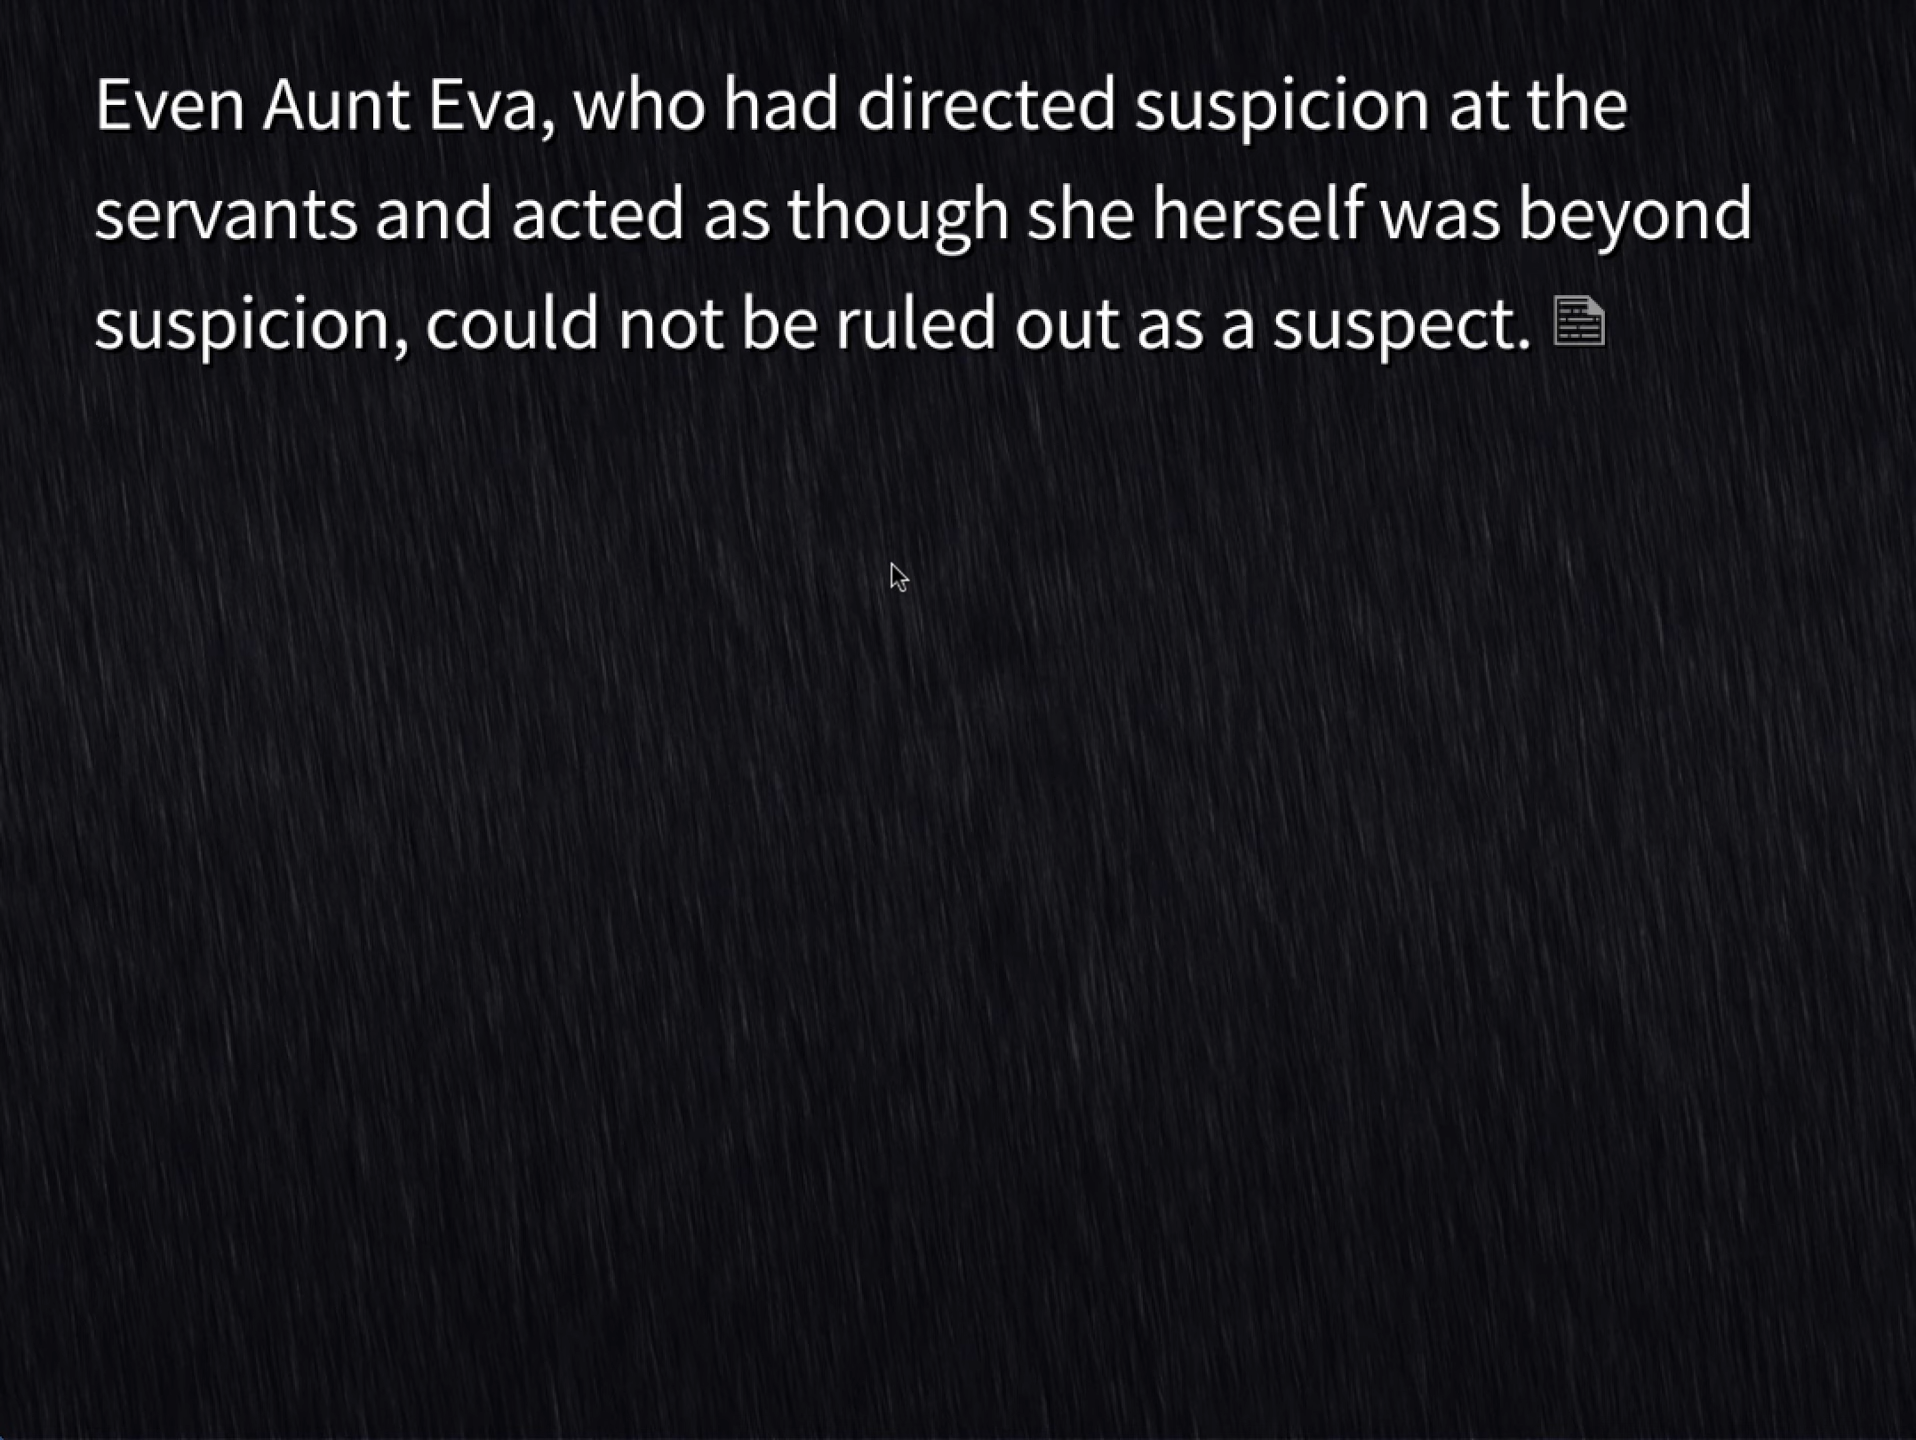 Even Aunt Eva, who had directed suspicion at the
servants and acted as though she herself was beyond
suspicion, could not be ruled out as a suspect.